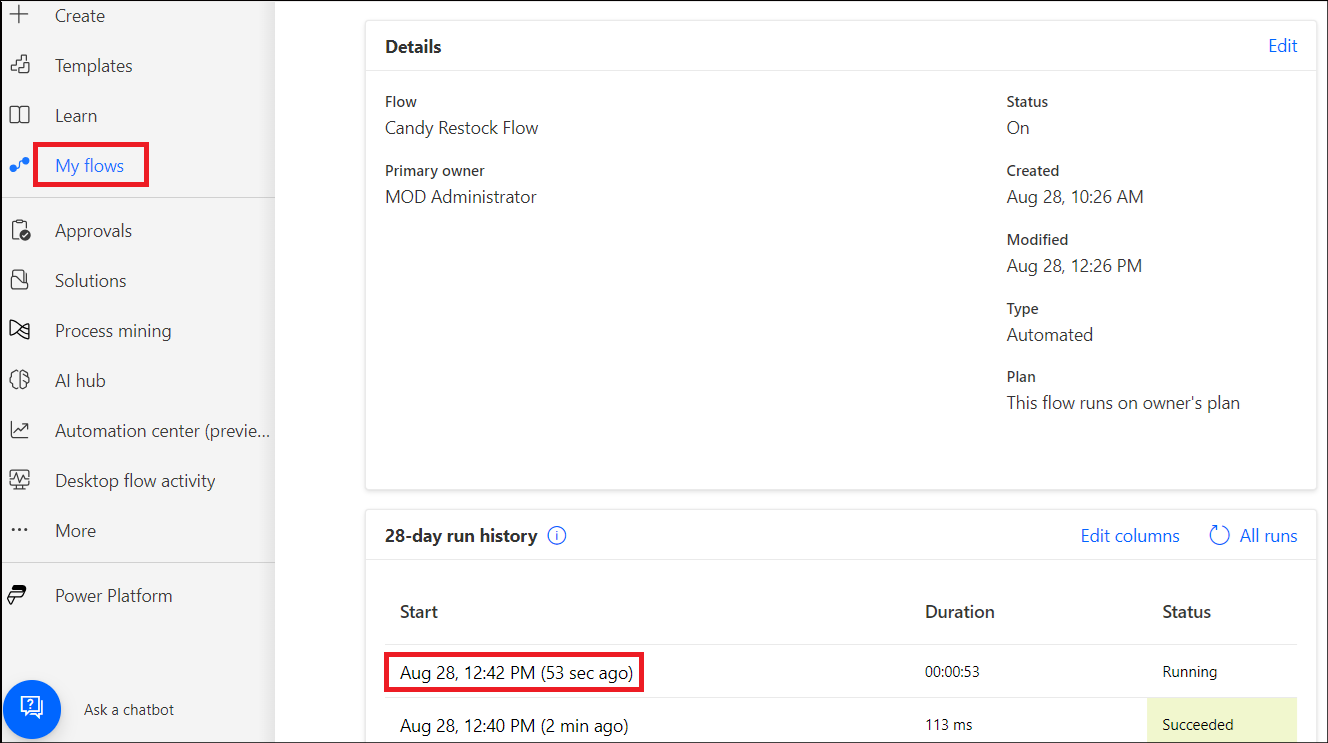 Create
Templates
Learn
My flows
Approvals
Solutions
Process mining
AI hub
Automation center (previe...
Desktop flow activity
More
Power Platform
Ask a chatbot
Details
Edit
Flow
Candy Restock Flow
Primary owner
MOD Administrator
Status
On
Created
Aug 28, 10:26 AM
Modified
Aug 28, 12:26 PM
Type
Automated
Plan
This flow runs on owner's plan
28-day run history
Edit columns
All runs
Start Duration Status
Aug 28, 12:42 PM (53 sec ago) 00:00:53 Running
Aug 28, 12:40 PM (2 min ago) 113 ms Succeeded